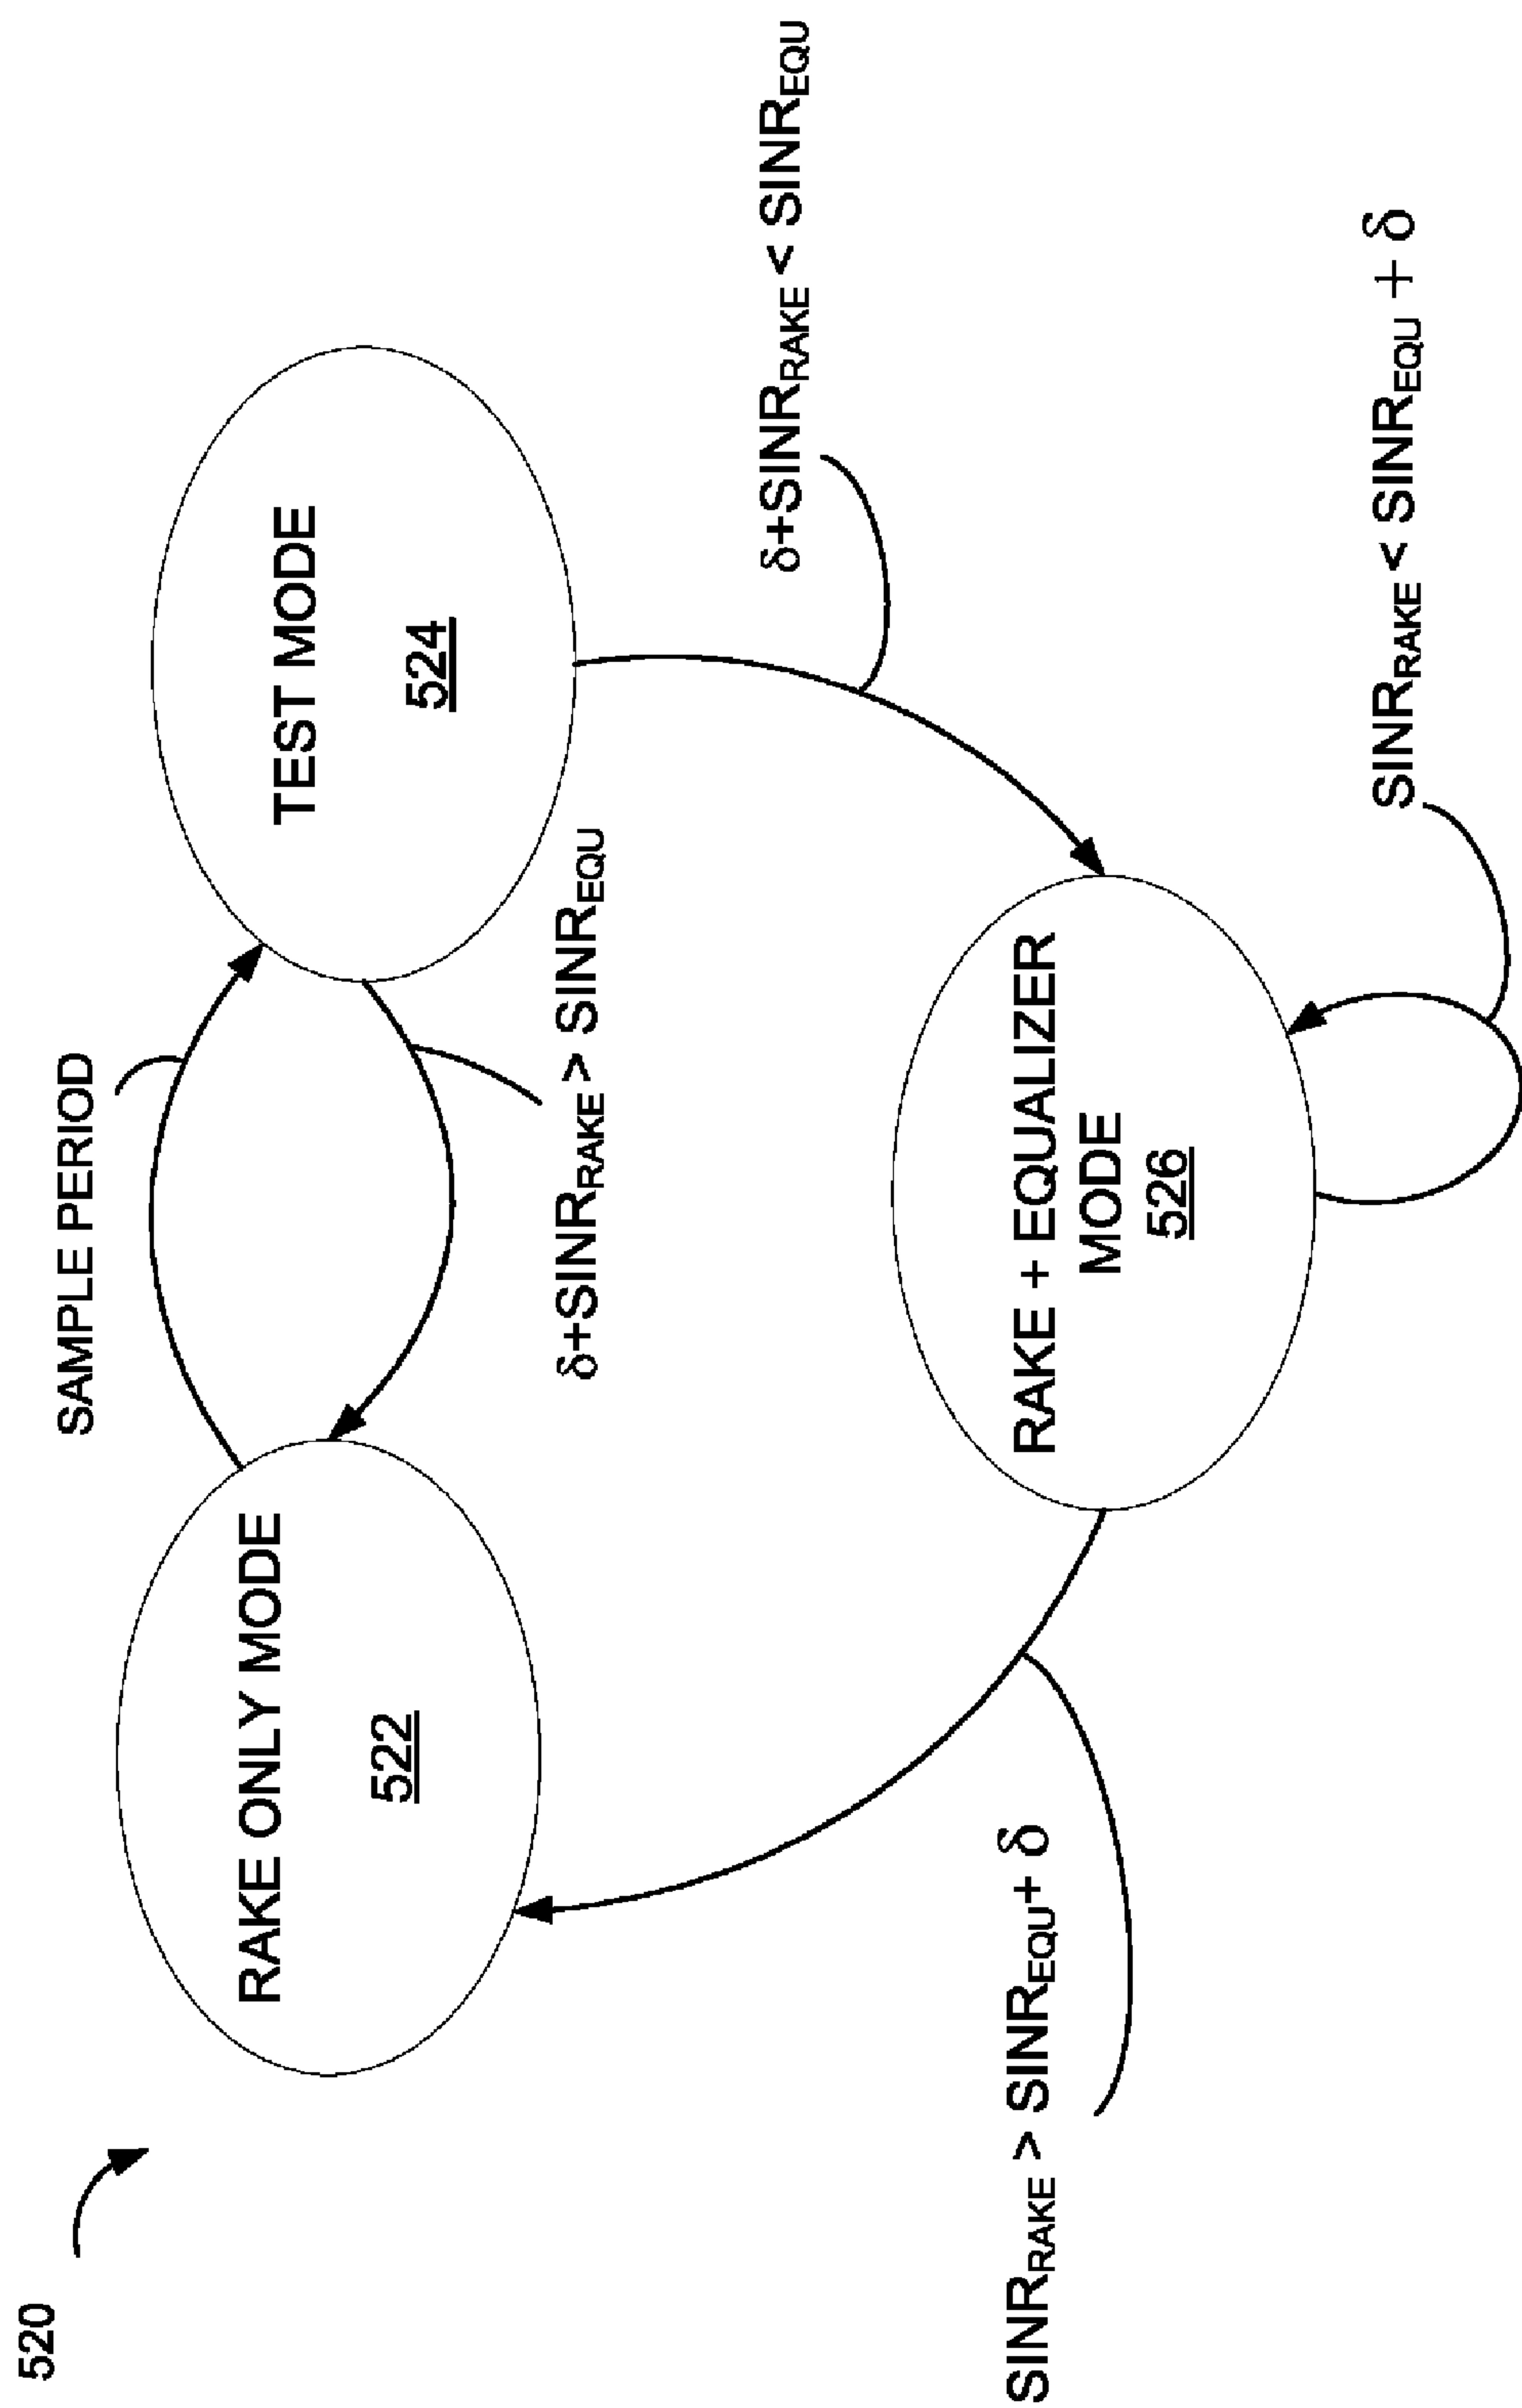 520
SAMPLE PERIOD
RAKE ONLY MODE
522
TEST MODE
524
δ+SINR_RAKE > SINR_EQU
δ+SINR_RAKE < SINR_EQU
RAKE + EQUALIZER
MODE
526
SINR_RAKE > SINR_EQU + δ
SINR_RAKE < SINR_EQU + δ